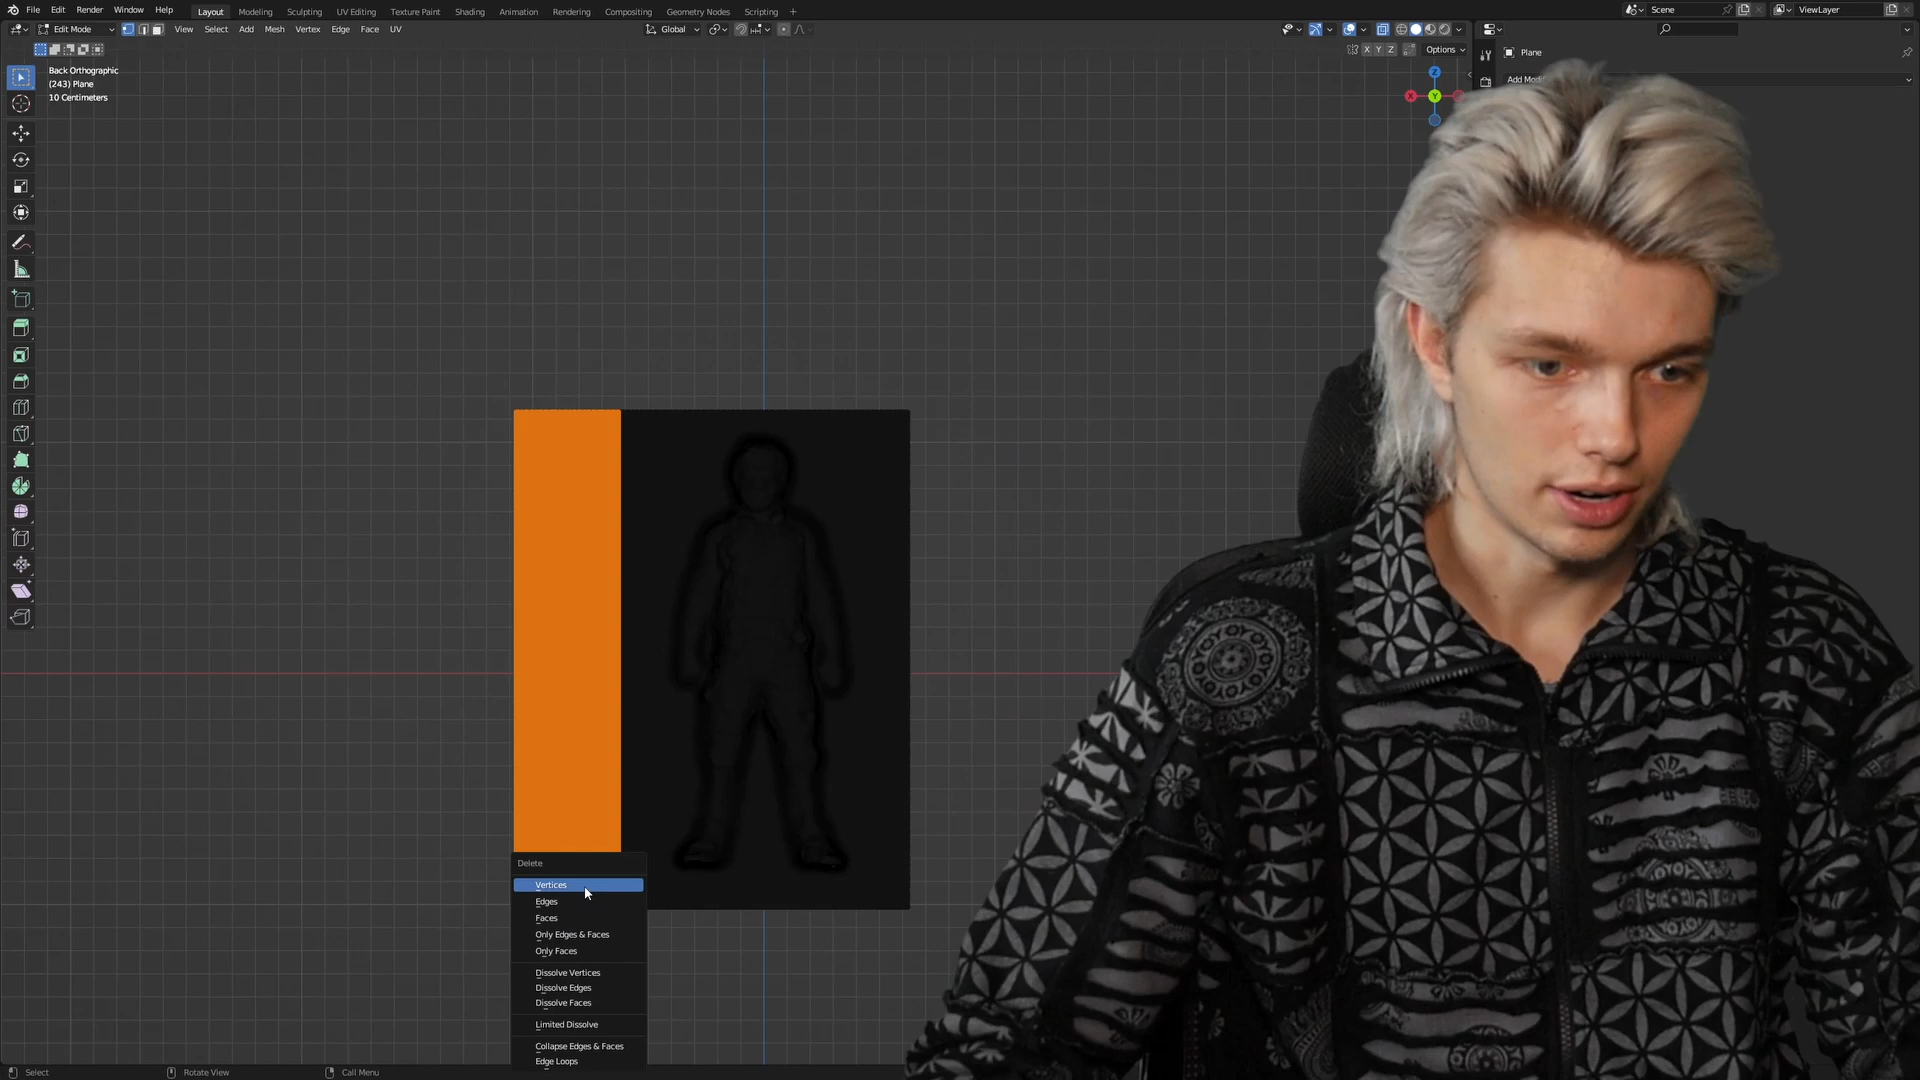 File Edit Render Window Help Layout Modeling Sculpting UV Editing Texture Paint Shading Animation Rendering Compositing Geometry Nodes Scripting + Scene ViewLayer
Edit Mode View Select Add Mesh Vertex Edge Face UV Global
X Y Z Options
Plane
Back Orthographic
(243) Plane
10 Centimeters
Z
X Y
Delete
Vertices
Edges
Faces
Only Edges & Faces
Only Faces
Dissolve Vertices
Dissolve Edges
Dissolve Faces
Limited Dissolve
Collapse Edges & Faces
Edge Loops
Select Rotate View Call Menu